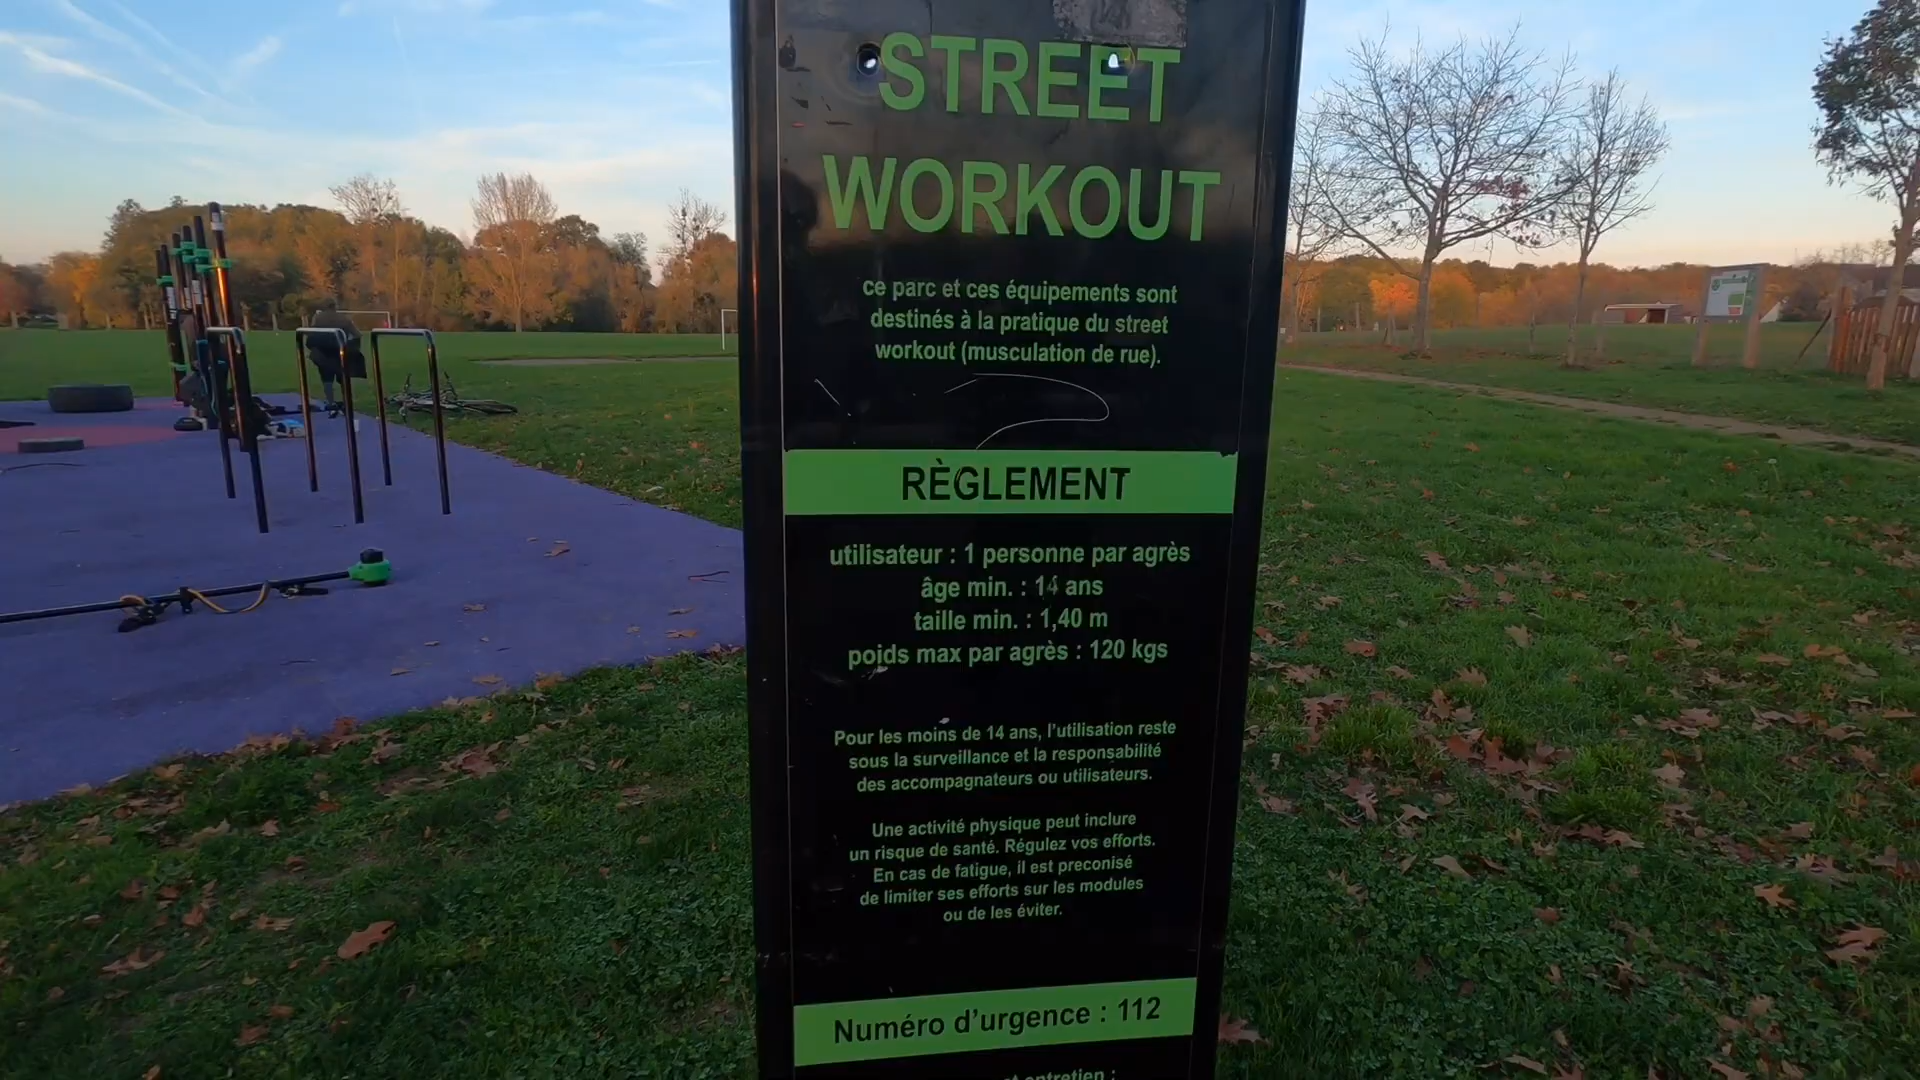 STREET
WORKOUT
ce parc et ces équipements sont
destinés à la pratique du street
workout (musculation de rue).
RÈGLEMENT
utilisateur : 1 personne par agrès
âge min. : 14 ans
taille min. : 1,40 m
poids max par agrès : 120 kgs
Pour les moins de 14 ans, l'utilisation reste
sous la surveillance et la responsabilité
des accompagnateurs ou utilisateurs.
Une activité physique peut inclure
un risque de santé. Régulez vos efforts.
En cas de fatigue, il est preconisé
de limiter ses efforts sur les modules
ou de les éviter.
Numéro d'urgence : 112
entretien :